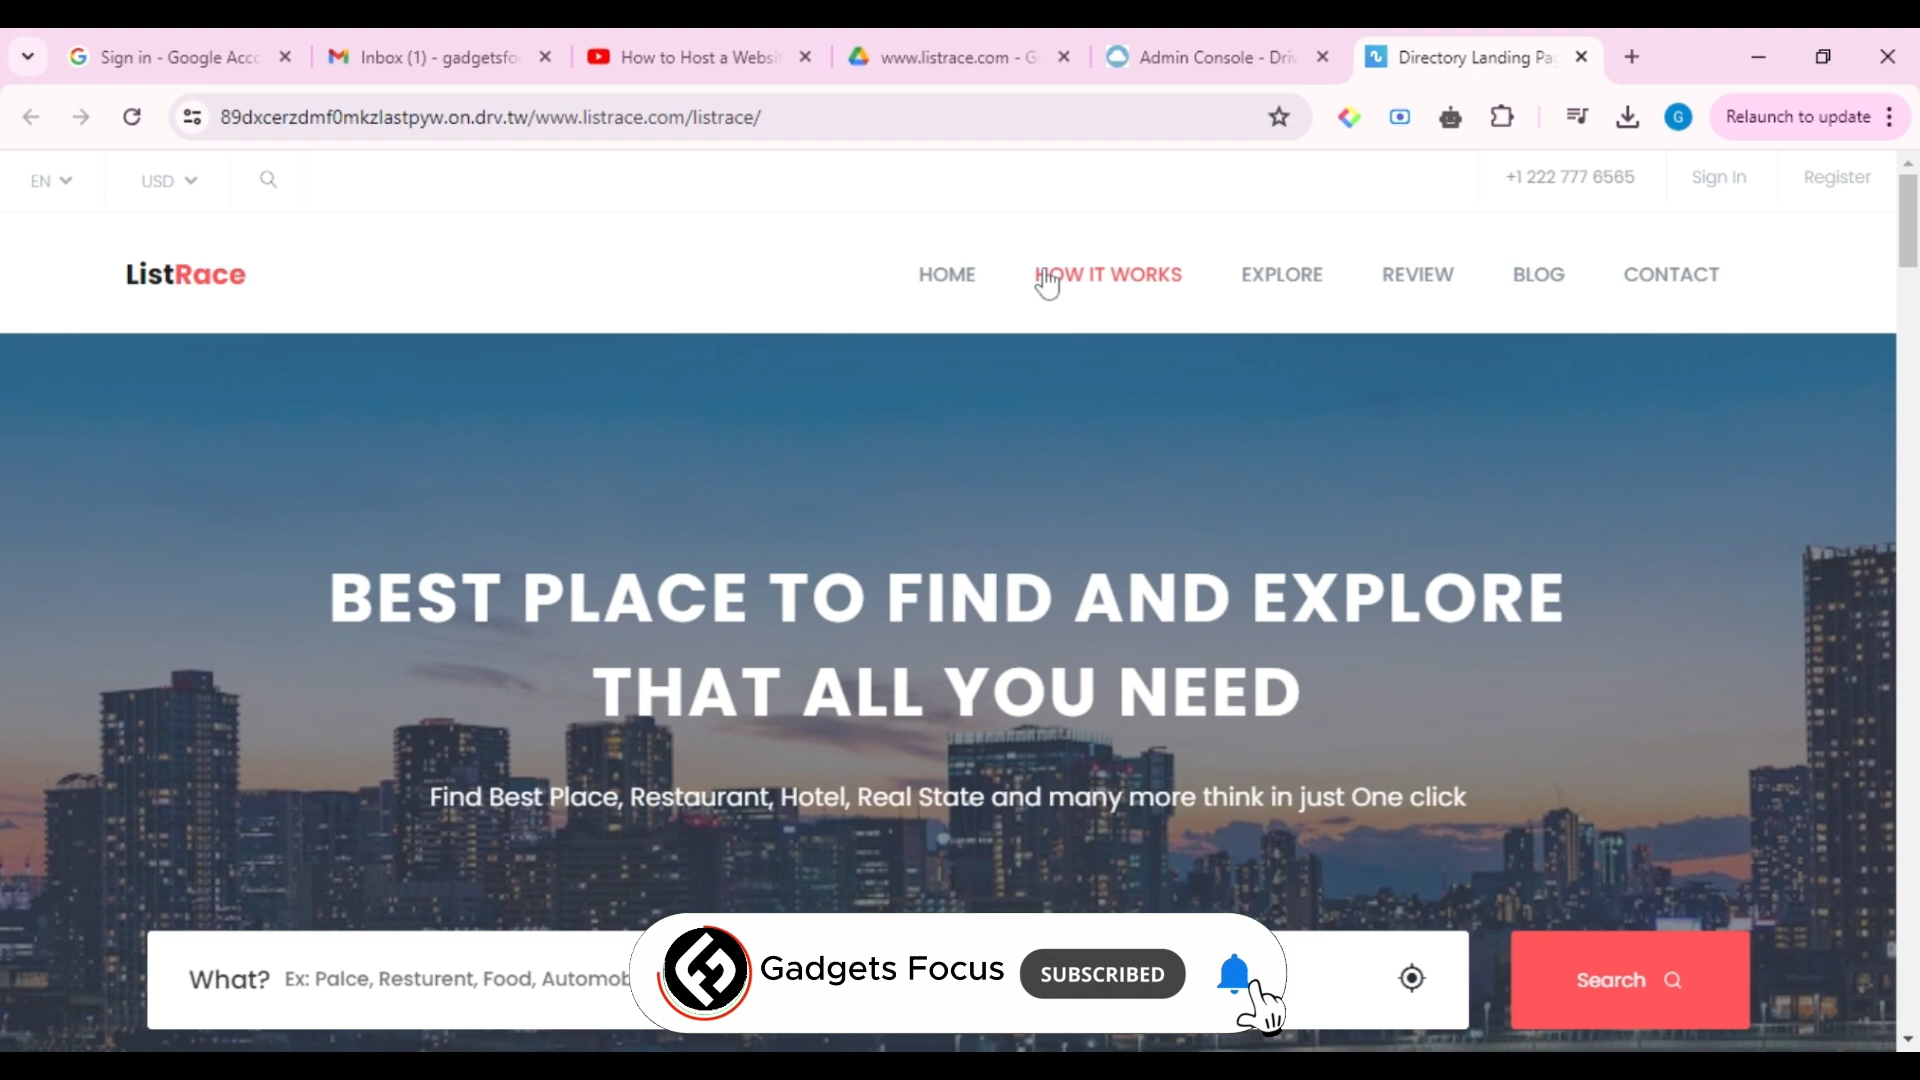 Sign in - Google Acco
Inbox (1) - gadgetsfo
How to Host a Websi
www.listrace.com - G
Admin Console - Driv
Directory Landing Pa
89dxcerzdmf0mkzlastpyw.on.drv.tw/www.listrace.com/listrace/
G
Relaunch to update
EN
USD
+1 222 777 6565
Sign In
Register
ListRace
HOME
HOW IT WORKS
EXPLORE
REVIEW
BLOG
CONTACT
BEST PLACE TO FIND AND EXPLORE
THAT ALL YOU NEED
Find Best Place, Restaurant, Hotel, Real State and many more think in just One click
What?
Ex: Palce, Resturent, Food, Automob
Gadgets Focus
SUBSCRIBED
Search